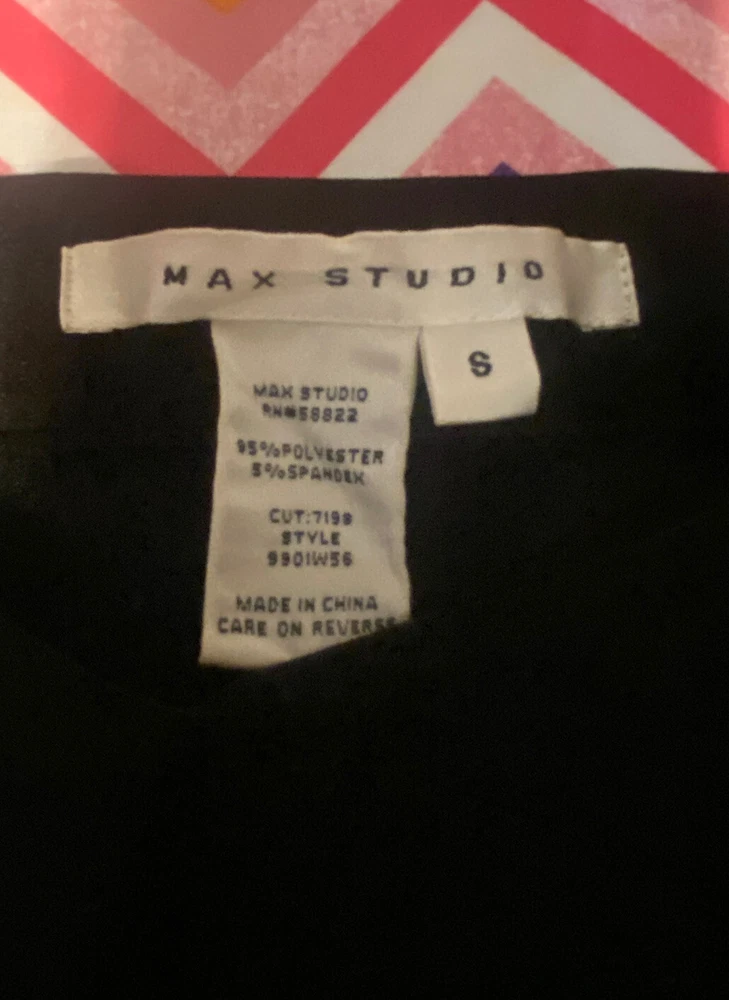 MAX STUDIO
S
MAX STUDIO
RN#58822
95%POLYESTER
5%SPANDEX
CUT:7199
STYLE
9901W56
MADE IN CHINA
CARE ON REVERSE